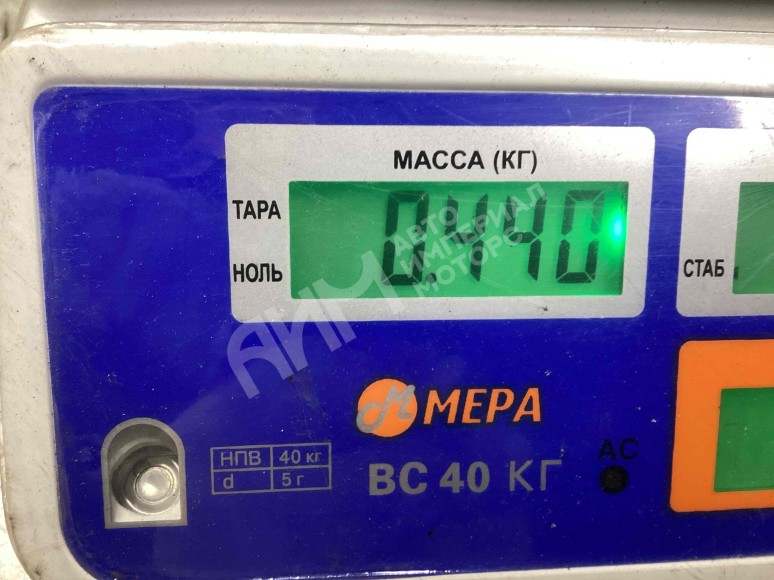 МАССА (КГ)
ТАРА
0.440
НОЛЬ
СТАБ
АИМ
АВТО
ИМПЕРИАЛ
МОТОРС
М МЕРА
НПВ 40 кг
d 5 г
ВС 40 КГ
АС